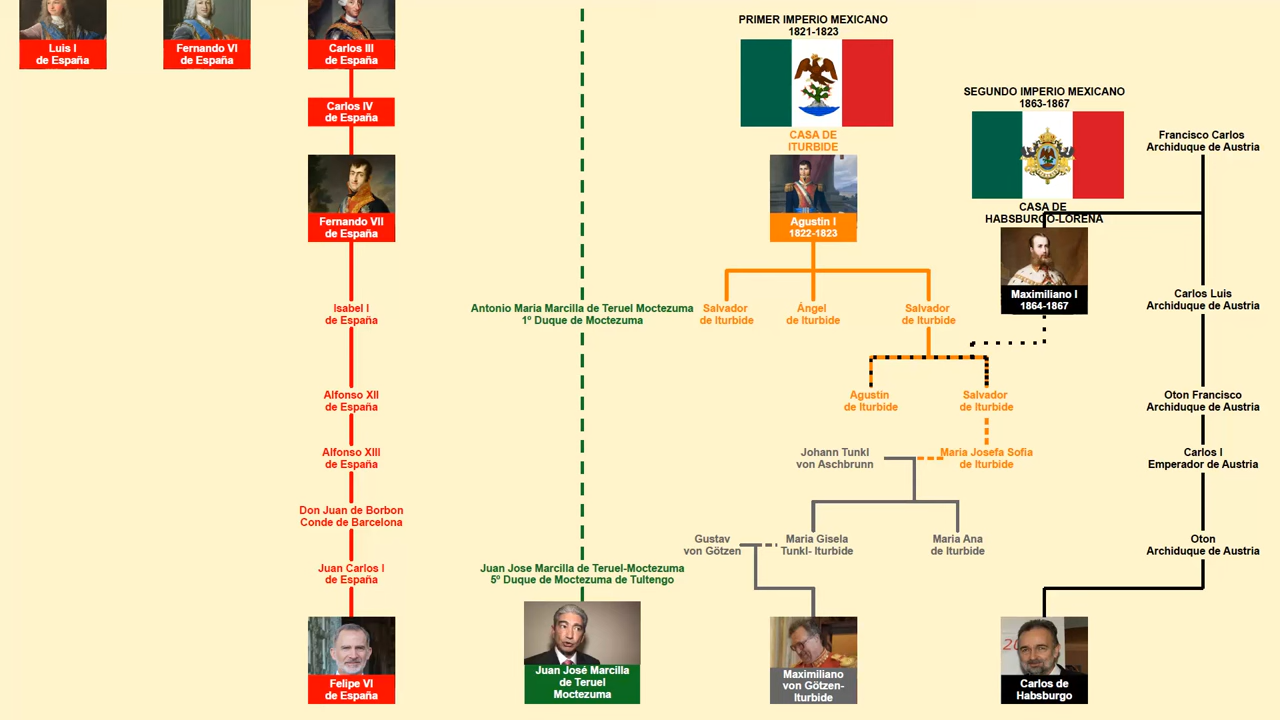 Luis I
de España
Fernando VI
de España
Carlos III
de España
Carlos IV
de España
Fernando VII
de España
Isabel I
de España
Alfonso XII
de España
Alfonso XIII
de España
Don Juan de Borbon
Conde de Barcelona
Juan Carlos I
de España
Felipe VI
de España
Antonio Maria Marcilla de Teruel Moctezuma
1º Duque de Moctezuma
Juan Jose Marcilla de Teruel-Moctezuma
5º Duque de Moctezuma de Tultengo
Juan José Marcilla
de Teruel
Moctezuma
PRIMER IMPERIO MEXICANO
1821-1823
CASA DE
ITURBIDE
Agustín I
1822-1823
Salvador
de Iturbide
Ángel
de Iturbide
Salvador
de Iturbide
Agustín
de Iturbide
Salvador
de Iturbide
Johann Tunkl
von Aschbrunn
Maria Josefa Sofia
de Iturbide
Gustav
von Götzen
Maria Gisela
Tunkl- Iturbide
Maria Ana
de Iturbide
Maximiliano
von Götzen-
Iturbide
SEGUNDO IMPERIO MEXICANO
1863-1867
CASA DE
HABSBURGO-LORENA
Maximiliano I
1864-1867
Francisco Carlos
Archiduque de Austria
Carlos Luis
Archiduque de Austria
Oton Francisco
Archiduque de Austria
Carlos I
Emperador de Austria
Oton
Archiduque de Austria
Carlos de
Habsburgo